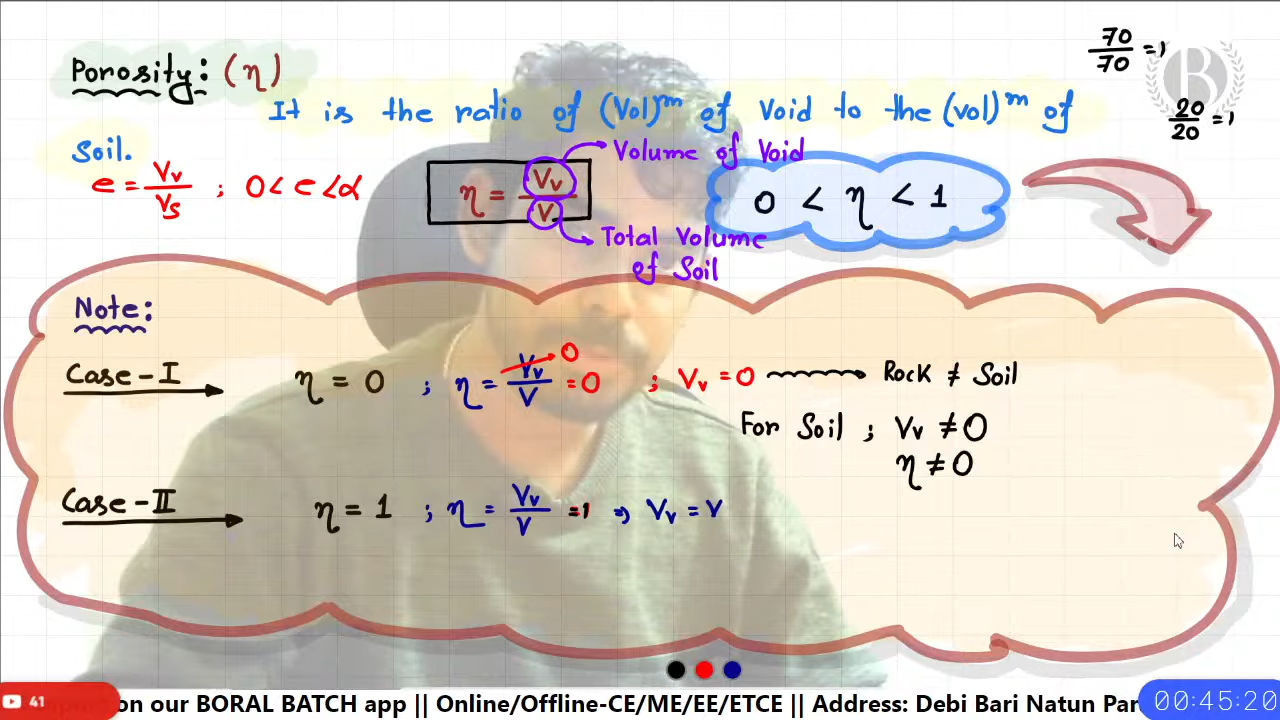 Porosity: (η)
70/70 = 1
It is the ratio of (Vol)^m of Void to the (vol)^m of
20/20 = 1
Soil.
Volume of Void
e = Vv/Vs ; 0 < e < α
η = Vv/V
0 < η < 1
Total Volume
of Soil
Note:
Case - I
η = 0 ; η = Vv/V = 0 ; Vv = 0
0
Rock ≠ Soil
For Soil ; Vv ≠ 0
η ≠ 0
Case - II
η = 1 ; η = Vv/V = 1 ⇒ Vv = V
41
on our BORAL BATCH app || Online/Offline-CE/ME/EE/ETCE || Address: Debi Bari Natun Par
00:45:20